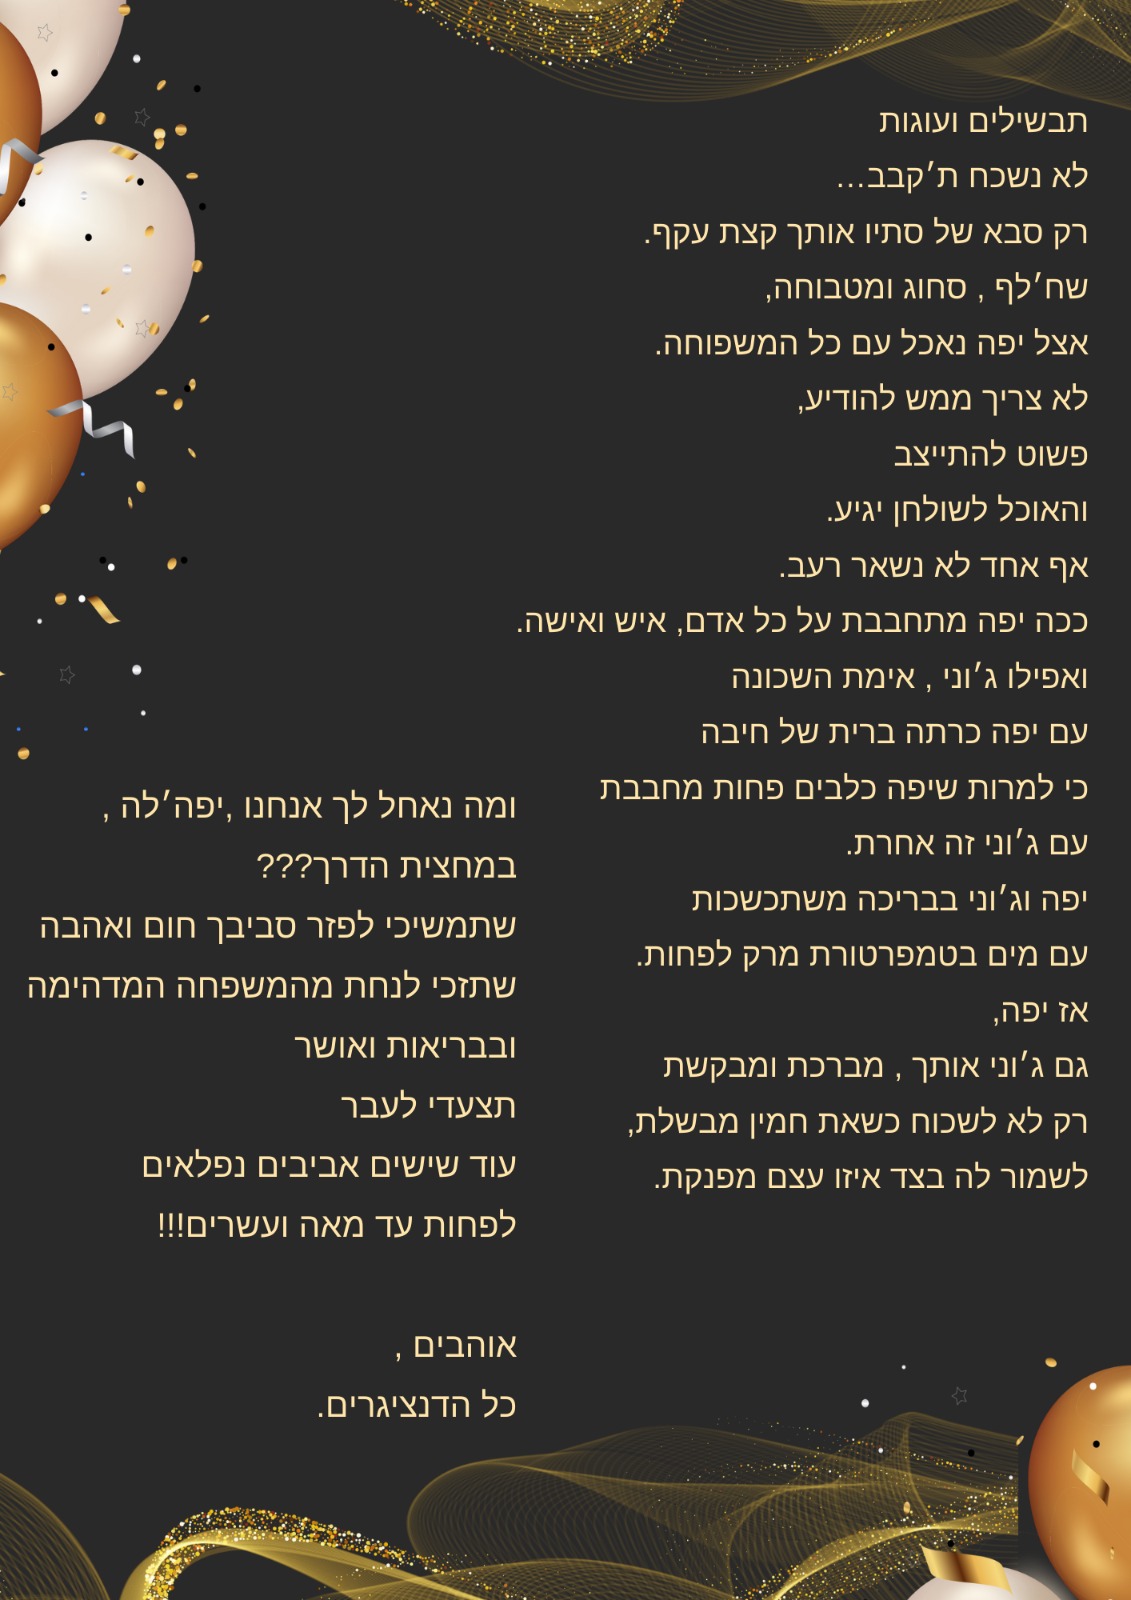 תבשילים ועוגות
לא נשכח ת׳קבב...
רק סבא של סתיו אותך קצת עקף.
שח׳לף , סחוג ומטבוחה,
אצל יפה נאכל עם כל המשפוחה.
לא צריך ממש להודיע,
פשוט להתייצב
והאוכל לשולחן יגיע.
אף אחד לא נשאר רעב.
ככה יפה מתחבבת על כל אדם, איש ואישה.
ואפילו ג׳וני , אימת השכונה
עם יפה כרתה ברית של חיבה
כי למרות שיפה כלבים פחות מחבבת
עם ג׳וני זה אחרת.
יפה וג׳וני בבריכה משתכשכות
עם מים בטמפרטורת מרק לפחות.
אז יפה,
גם ג׳וני אותך , מברכת ומבקשת
רק לא לשכוח כשאת חמין מבשלת,
לשמור לה בצד איזו עצם מפנקת.
ומה נאחל לך אנחנו ,יפה׳לה ,
במחצית הדרך???
שתמשיכי לפזר סביבך חום ואהבה
שתזכי לנחת מהמשפחה המדהימה
ובבריאות ואושר
תצעדי לעבר
עוד שישים אביבים נפלאים
לפחות עד מאה ועשרים!!!
אוהבים ,
כל הדנציגרים.